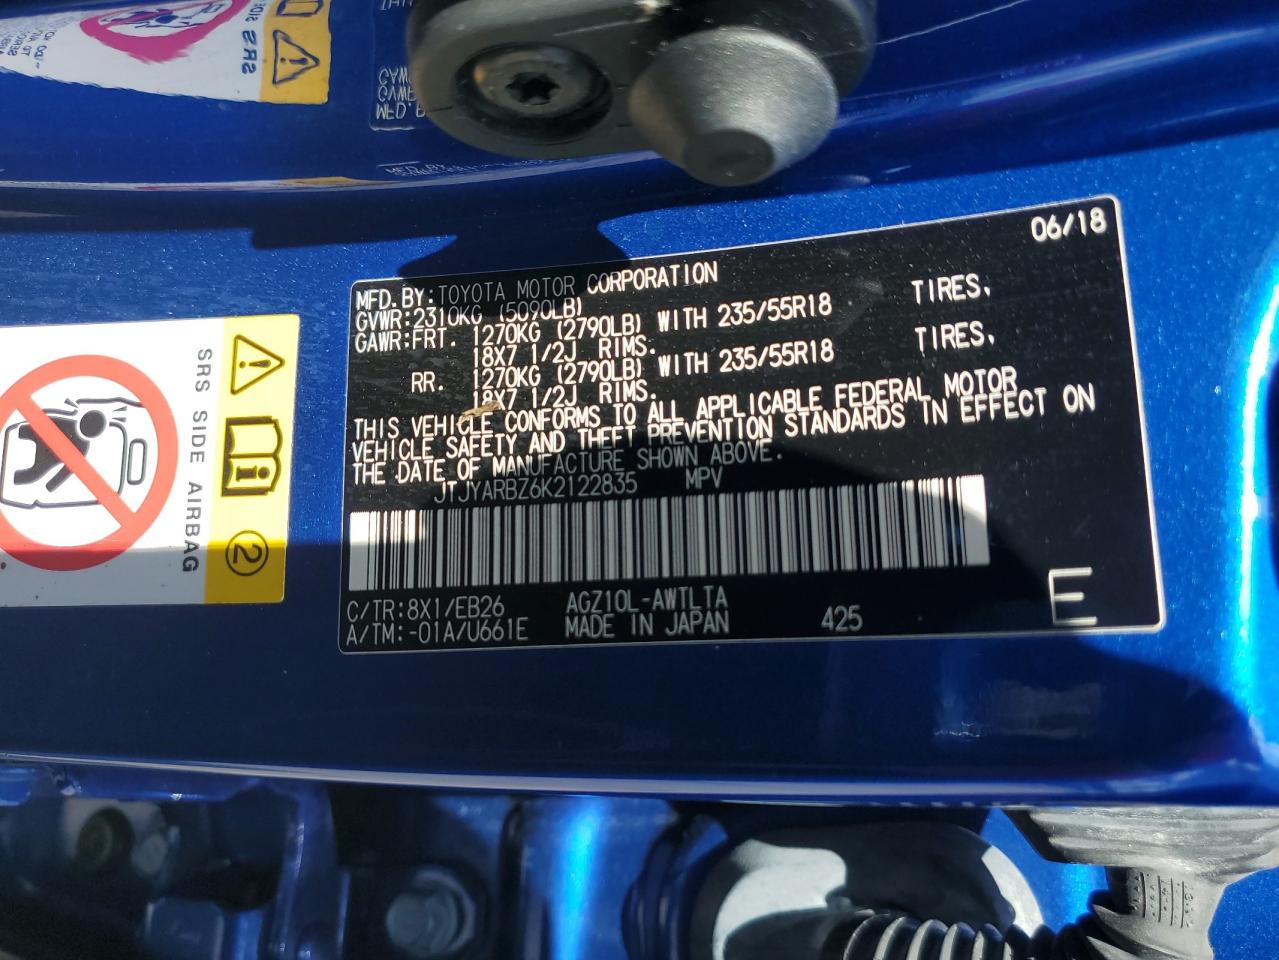 06/18
MFD.BY:TOYOTA MOTOR CORPORATION
GVWR:2310KG (5090LB)
GAWR:FRT. 1270KG (2790LB) WITH 235/55R18 TIRES,
18X7 1/2J RIMS.
RR. 1270KG (2790LB) WITH 235/55R18 TIRES,
18X7 1/2J RIMS.
THIS VEHICLE CONFORMS TO ALL APPLICABLE FEDERAL MOTOR
VEHICLE SAFETY AND THEFT PREVENTION STANDARDS IN EFFECT ON
THE DATE OF MANUFACTURE SHOWN ABOVE.
JTJYARBZ6K2122835 MPV
C/TR:8X1/EB26 AGZ10L-AWTLTA
A/TM:-01A/U661E MADE IN JAPAN 425 E
SRS SIDE AIRBAG
2